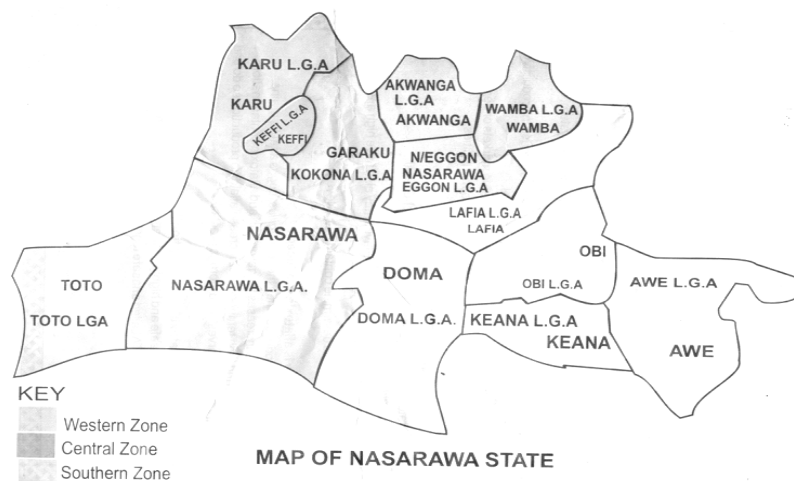 KARU L.G.A
KARU
KEFFI L.G.A
KEFFI
AKWANGA
L.G.A
AKWANGA
WAMBA L.G.A
WAMBA
GARAKU
KOKONA L.G.A
N/EGGON
NASARAWA
EGGON L.G.A
LAFIA L.G.A
LAFIA
NASARAWA
NASARAWA L.G.A.
DOMA
DOMA L.G.A.
OBI
OBI L.G.A
AWE L.G.A
AWE
KEANA L.G.A
KEANA
TOTO
TOTO LGA
KEY
Western Zone
Central Zone
Southern Zone
MAP OF NASARAWA STATE